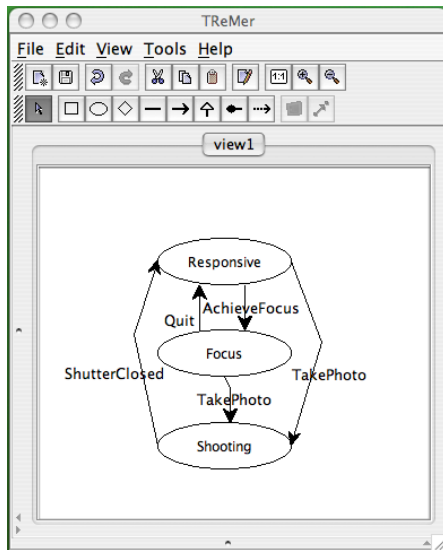 TReMer
File Edit View Tools Help
1:1
view1
Responsive
AchieveFocus
Quit
Focus
ShutterClosed
TakePhoto
TakePhoto
Shooting